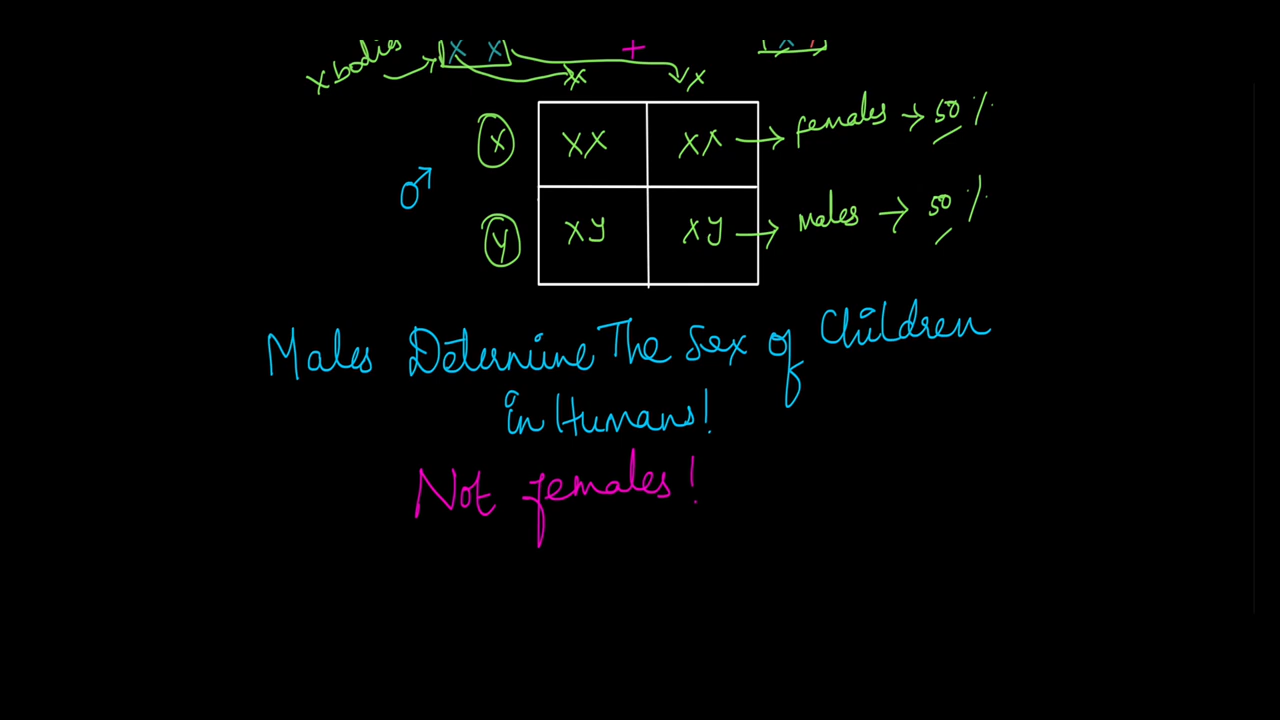 x bodies → X X +
x x
X XX XX → females → 50 %
♂
Y XY XY → Males → 50 %
Males Determine The Sex of Children
in Humans!
Not females!